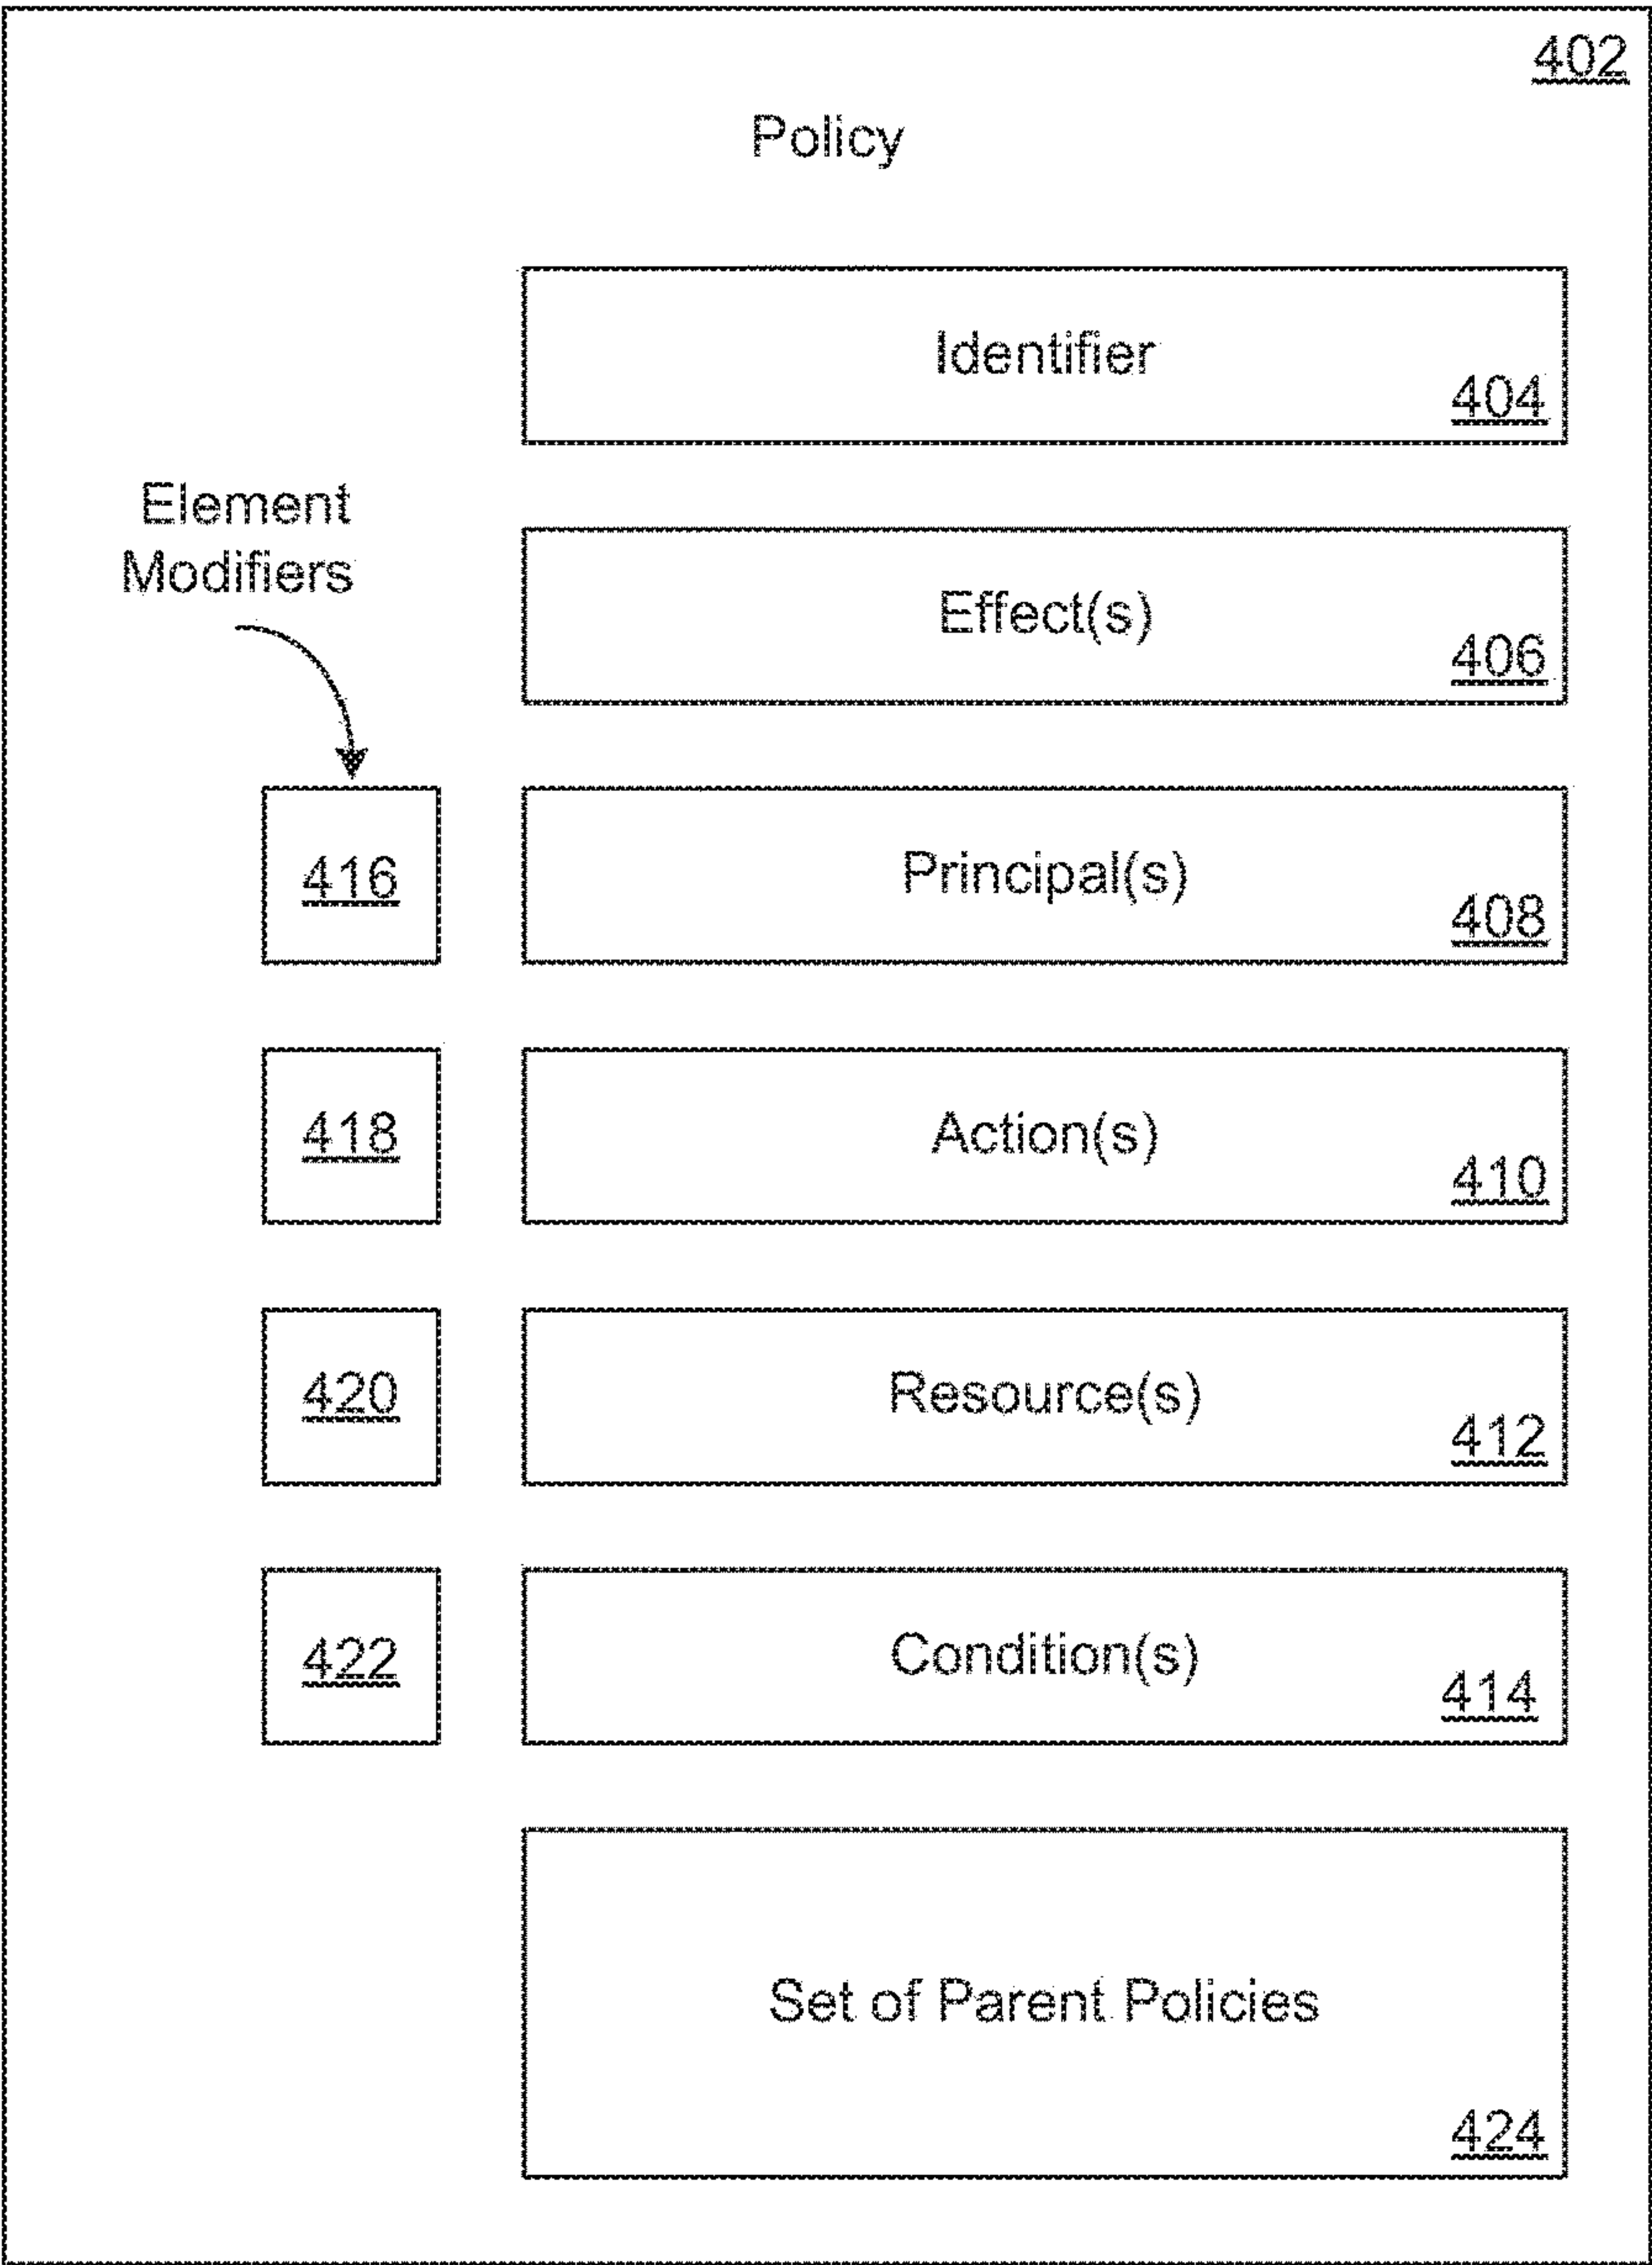 402
Policy
Identifier
404
Element
Modifiers
Effect(s)
406
416
Principal(s)
408
418
Action(s)
410
420
Resource(s)
412
422
Condition(s)
414
Set of Parent Policies
424